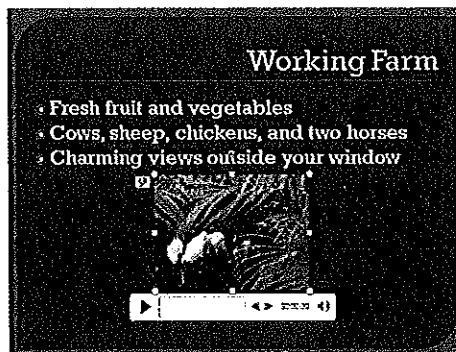 Working Farm
Fresh fruit and vegetables
Cows, sheep, chickens, and two horses
Charming views outside your window